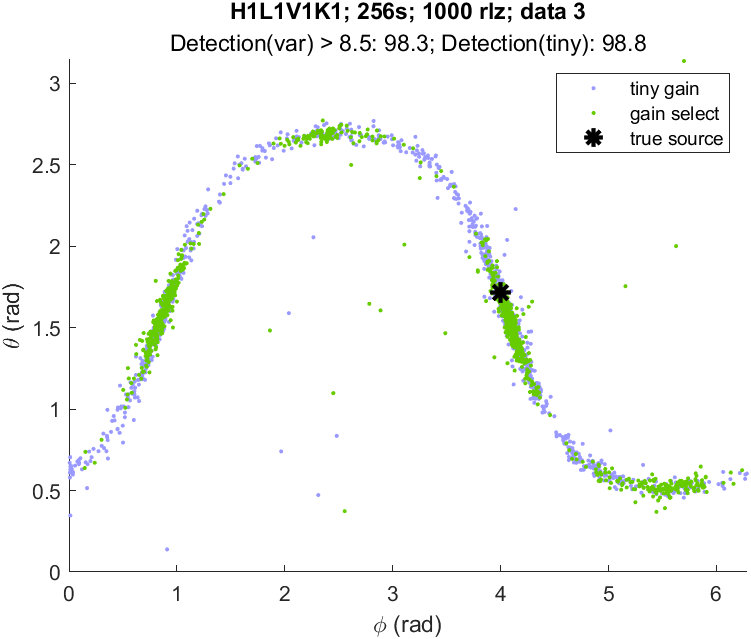 H1L1V1K1; 256s; 1000 rlz; data 3
Detection(var) > 8.5: 98.3; Detection(tiny): 98.8
tiny gain
gain select
true source
θ (rad)
3
2.5
2
1.5
1
0.5
0
0 1 2 3 4 5 6
ϕ (rad)